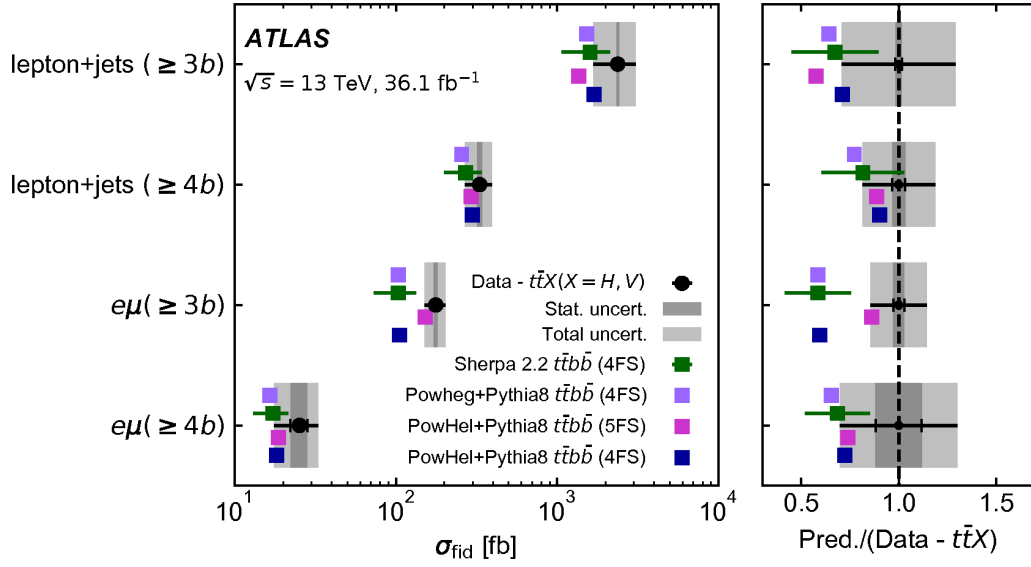 ATLAS
√s = 13 TeV, 36.1 fb⁻¹
lepton+jets ( ≥ 3b)
lepton+jets ( ≥ 4b)
eμ( ≥ 3b)
eμ( ≥ 4b)
Data - tt̄X(X = H, V)
Stat. uncert.
Total uncert.
Sherpa 2.2 tt̄bb̄ (4FS)
Powheg+Pythia8 tt̄bb̄ (4FS)
PowHel+Pythia8 tt̄bb̄ (5FS)
PowHel+Pythia8 tt̄bb̄ (4FS)
10¹ 10² 10³ 10⁴
σfid [fb]
0.5 1.0 1.5
Pred./(Data - tt̄X)